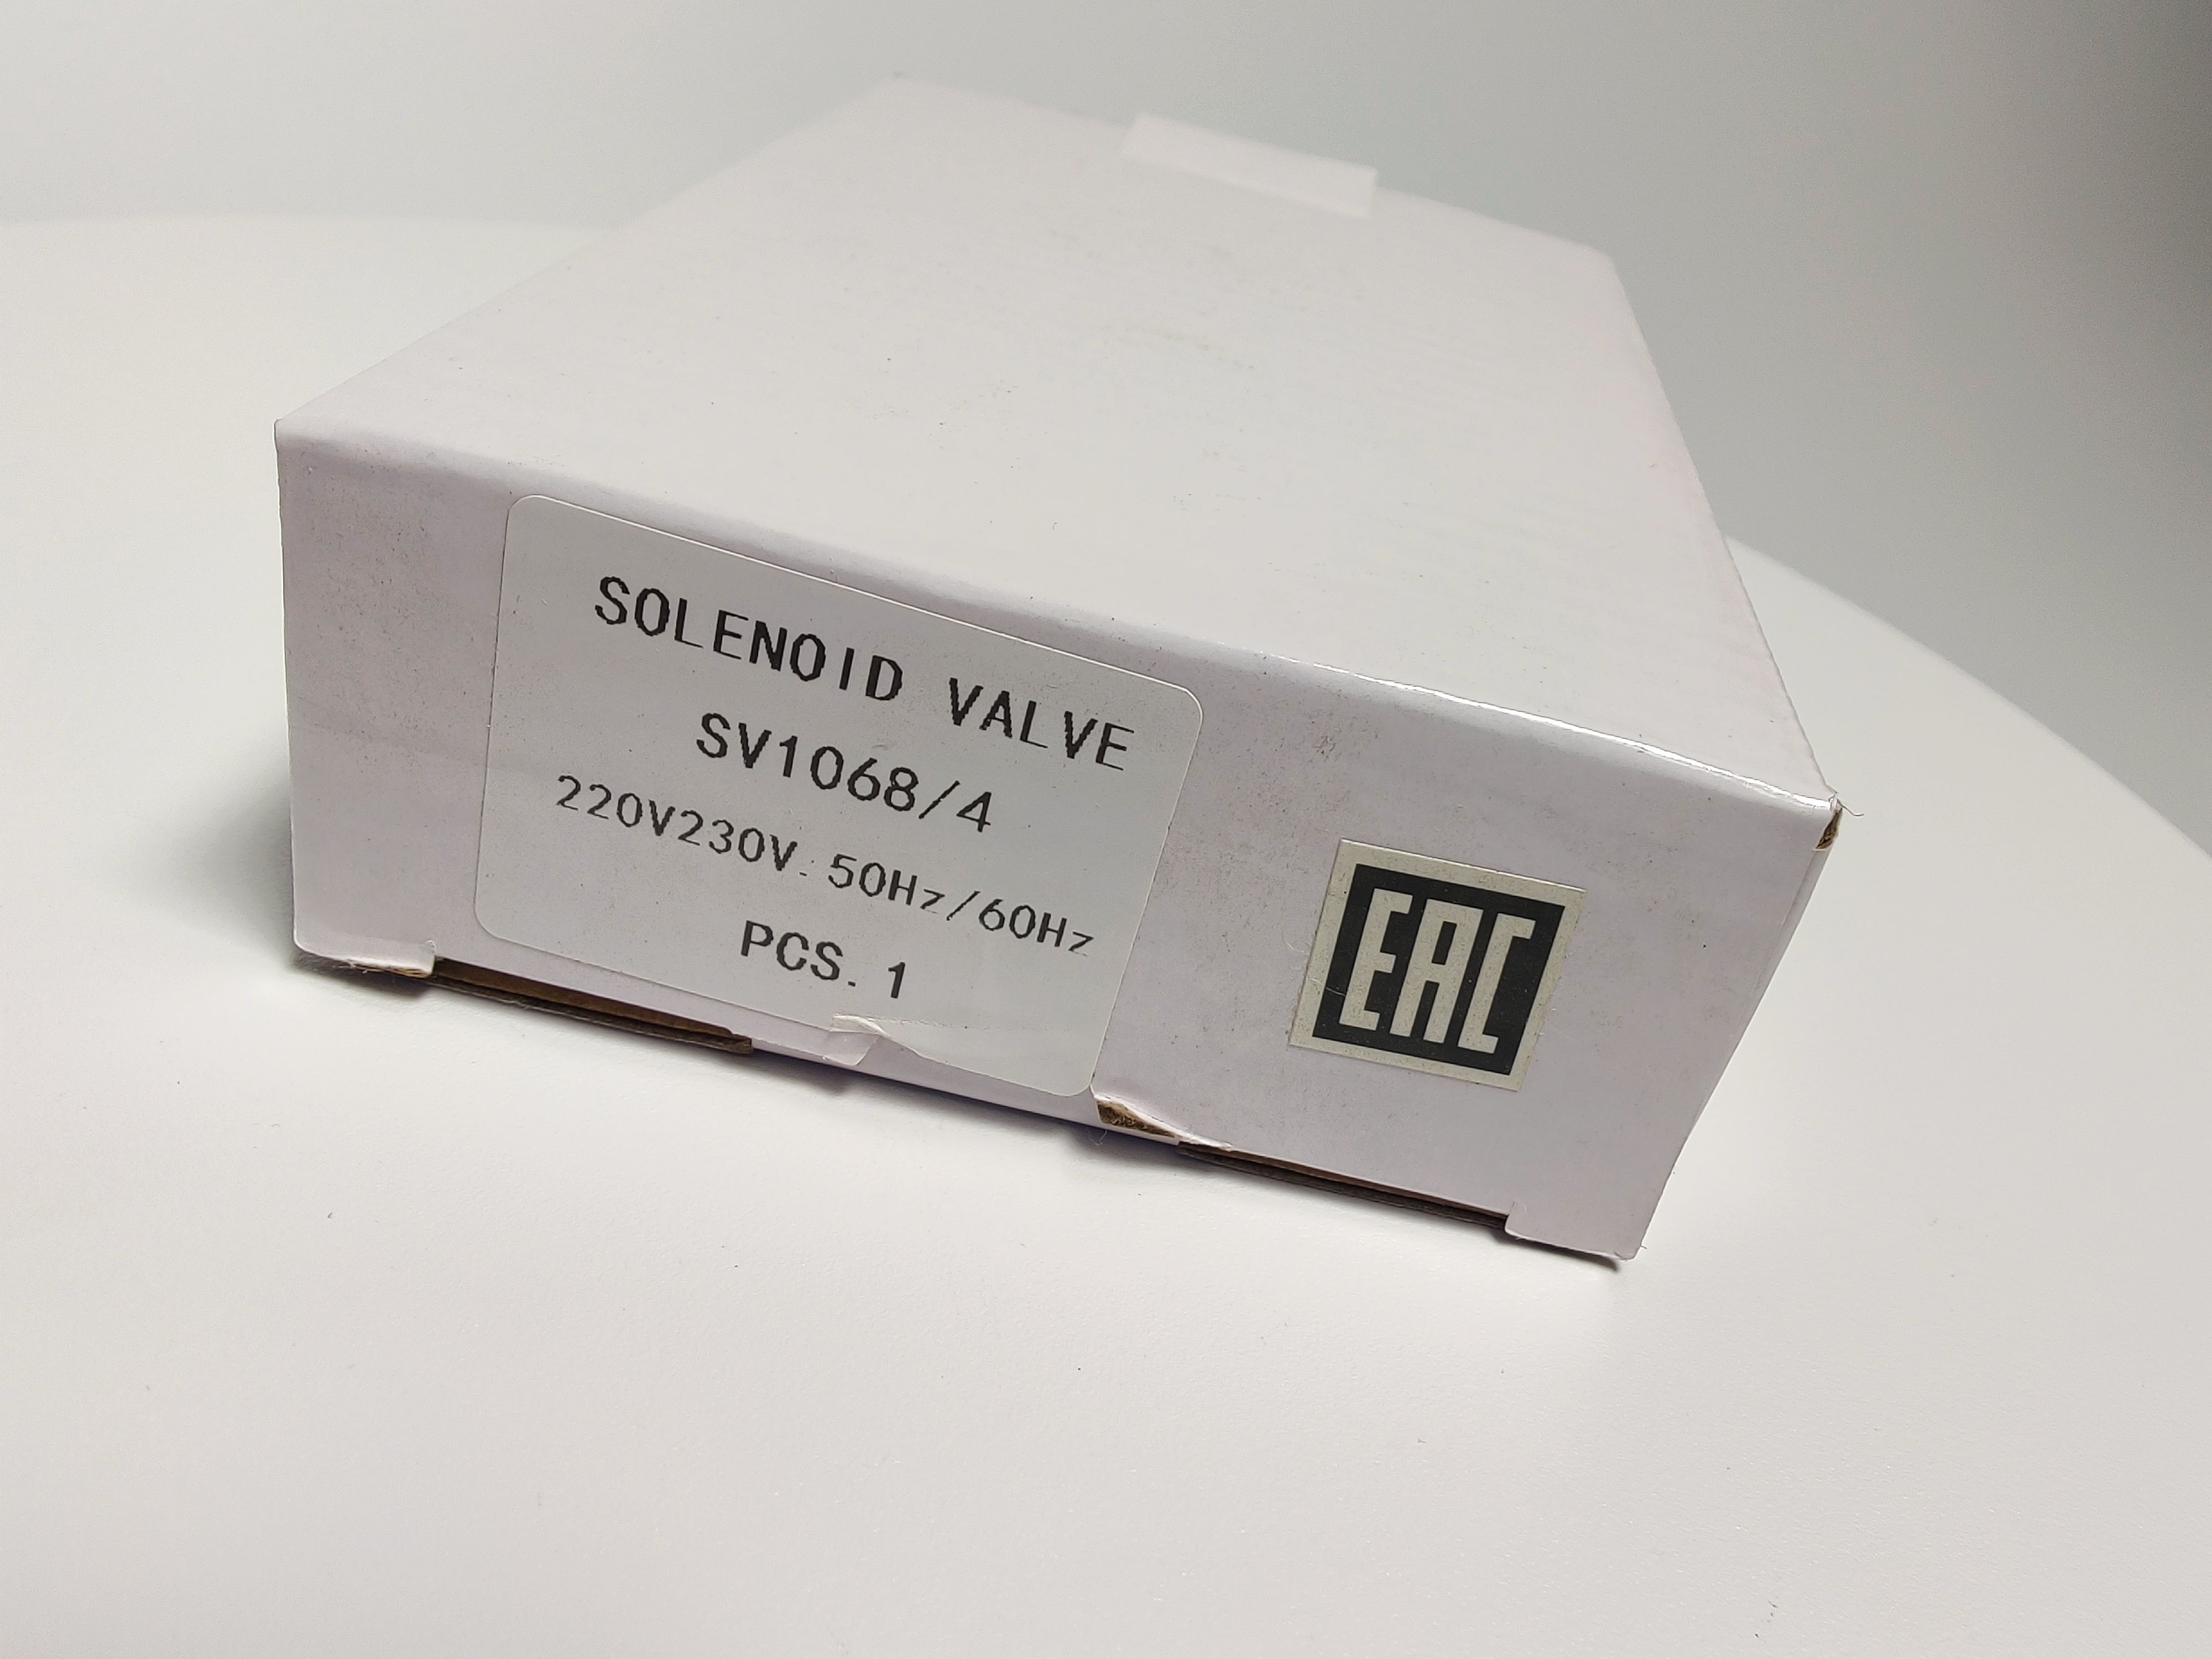 SOLENOID VALVE
SV1068/4
220V230V.50Hz/60Hz
PCS.1
EAC